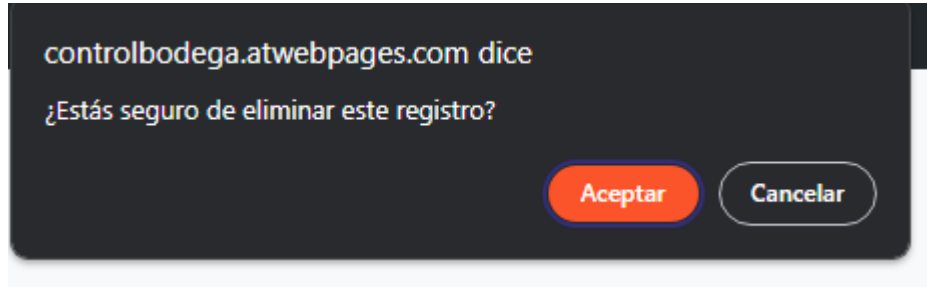 controlbodega.atwebpages.com dice
¿Estás seguro de eliminar este registro?
Aceptar
Cancelar